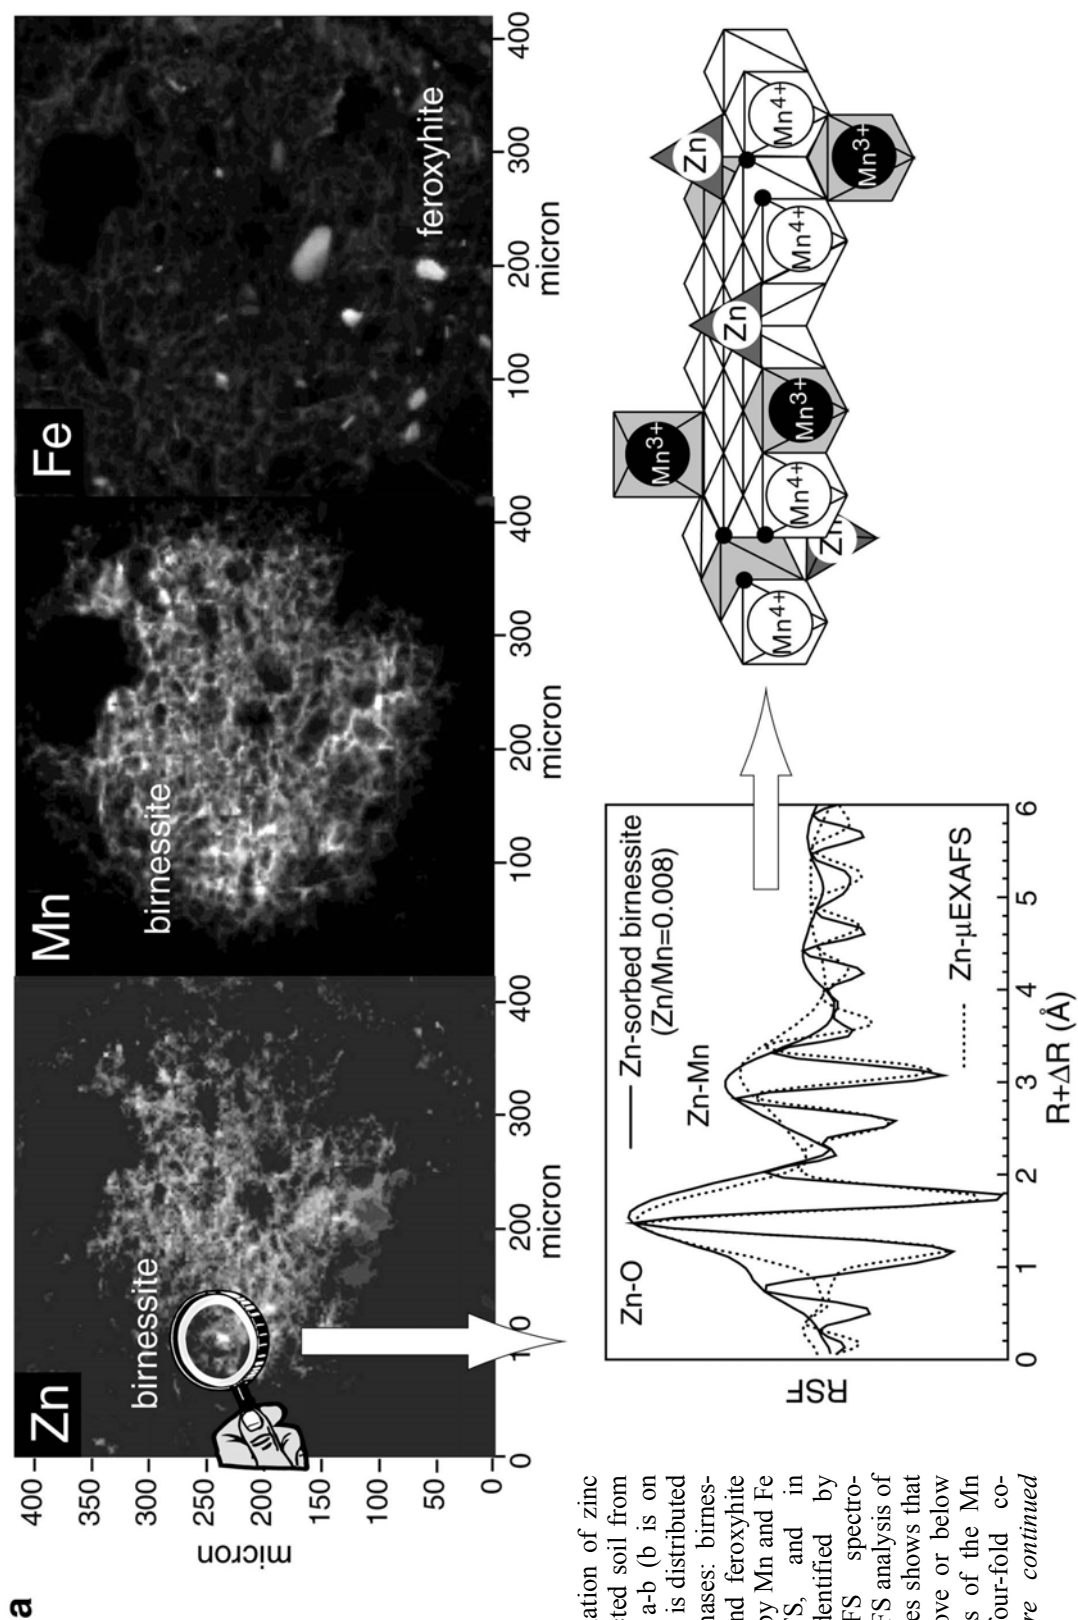 a
Zn
Mn
Fe
birnessite
birnessite
feroxyhite
micron
400
350
300
250
200
150
100
50
0
0
100 200 300 400
100 200 300 400
100 200 300 400
micron
micron
micron
ation of zinc
cted soil from
a-b (b is on
is distributed
hases: birnes-
nd feroxyhite
by Mn and Fe
FS, and in
dentified by
FS spectro-
FS analysis of
es shows that
ove or below
s of the Mn
our-fold co-
re continued
RSF
Zn-O
Zn-Mn
Zn-sorbed birnessite
(Zn/Mn=0.008)
Zn-µEXAFS
0 1 2 3 4 5 6
R+ΔR (Å)
Mn3+
Zn
Zn
Mn4+
Mn4+
Mn3+
Mn4+
Mn4+
Zn
Mn3+